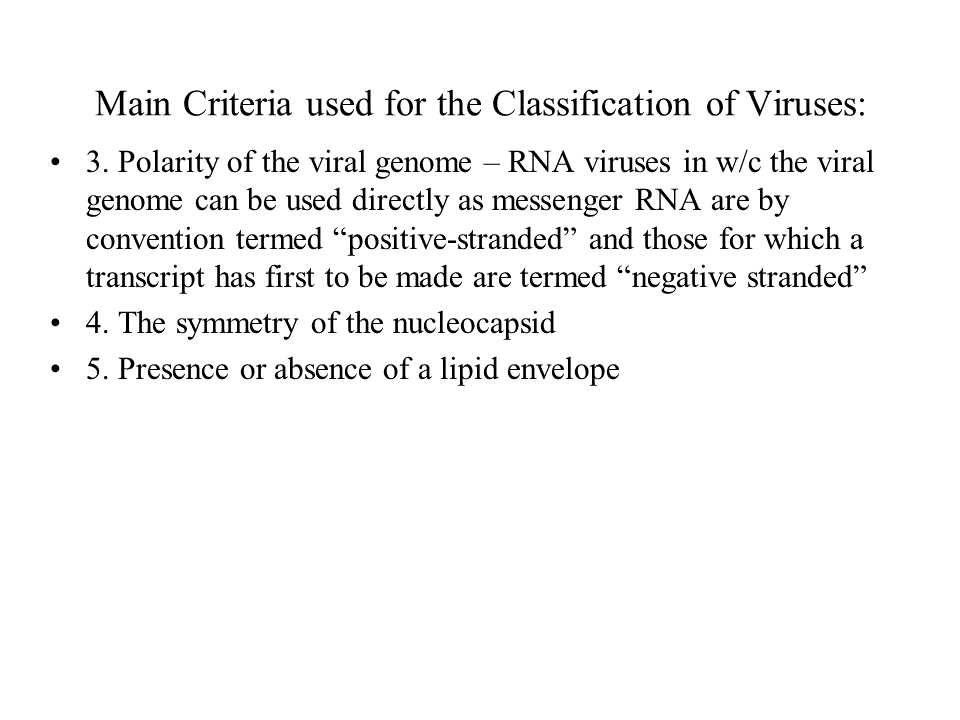 Main Criteria used for the Classification of Viruses:
• 3. Polarity of the viral genome – RNA viruses in w/c the viral
genome can be used directly as messenger RNA are by
convention termed “positive-stranded” and those for which a
transcript has first to be made are termed “negative stranded”
• 4. The symmetry of the nucleocapsid
• 5. Presence or absence of a lipid envelope